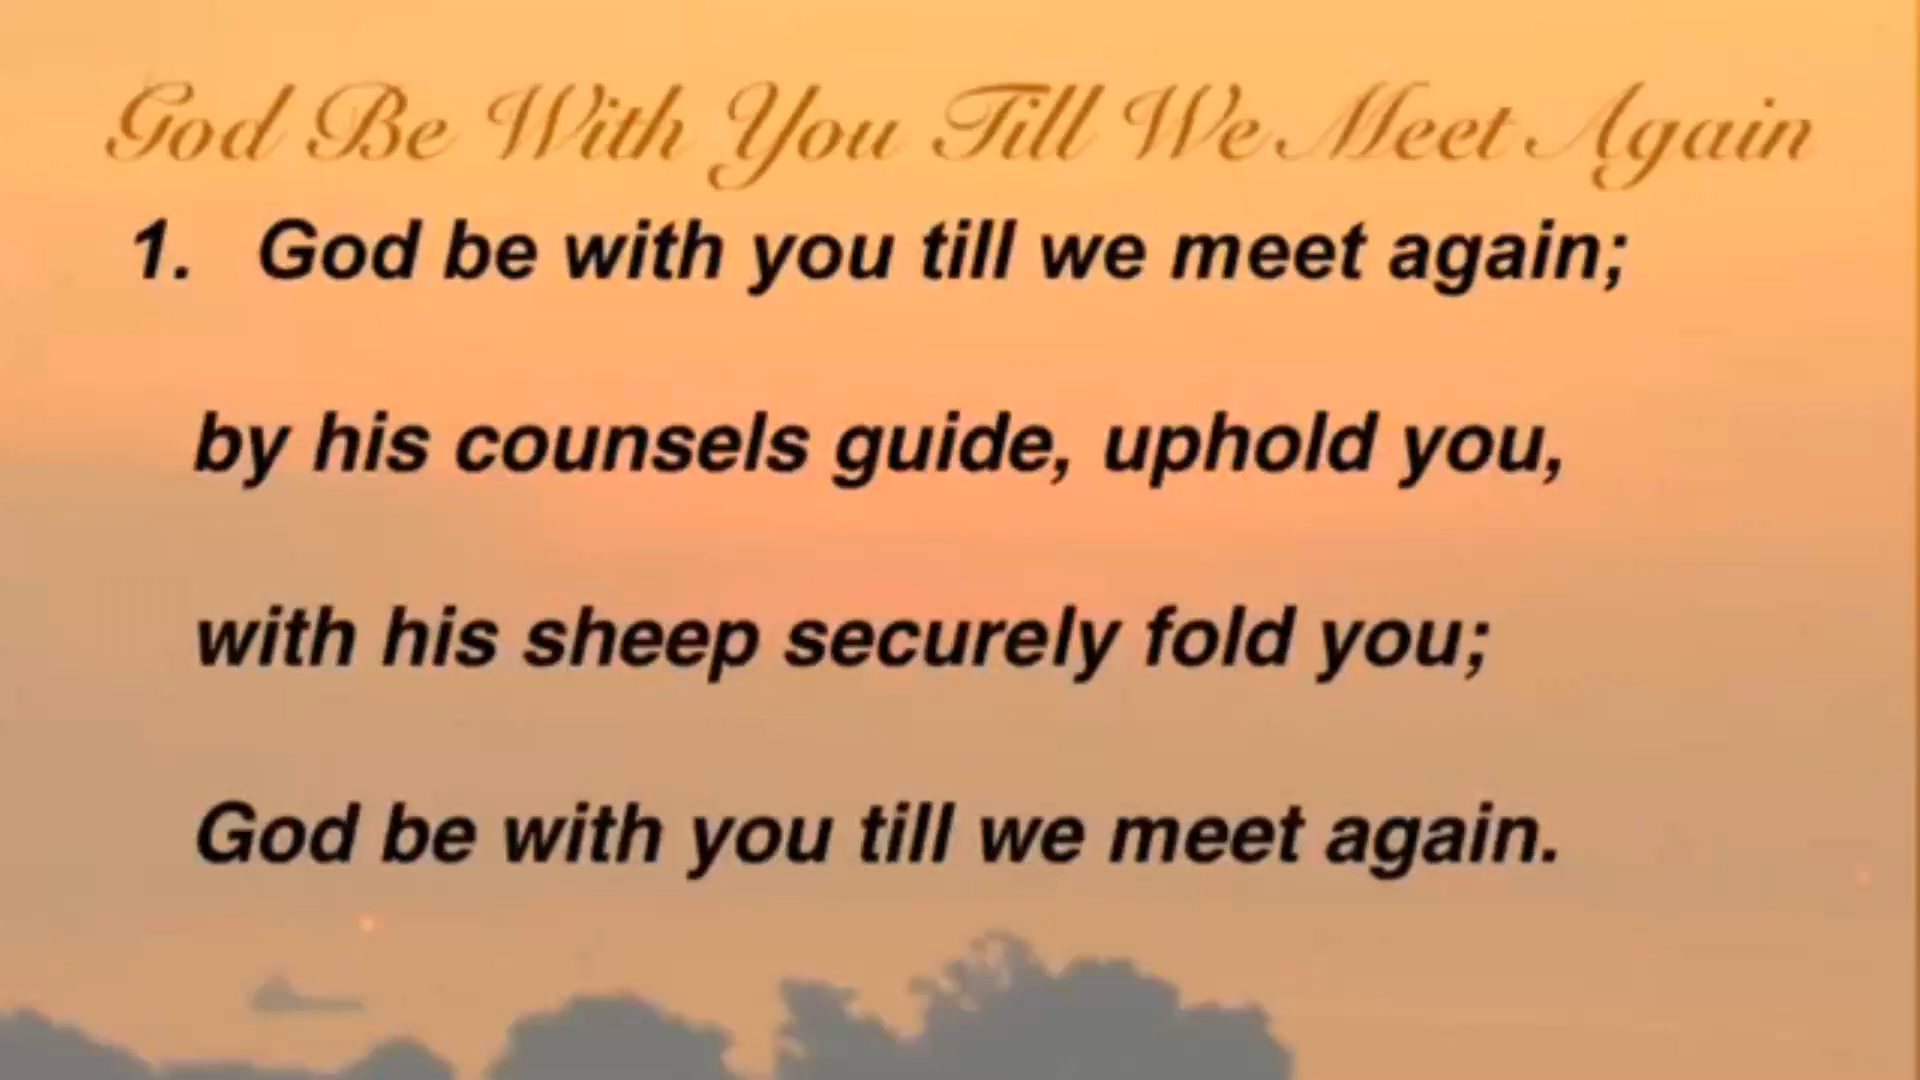 God Be With You Till We Meet Again
1. God be with you till we meet again;
by his counsels guide, uphold you,
with his sheep securely fold you;
God be with you till we meet again.